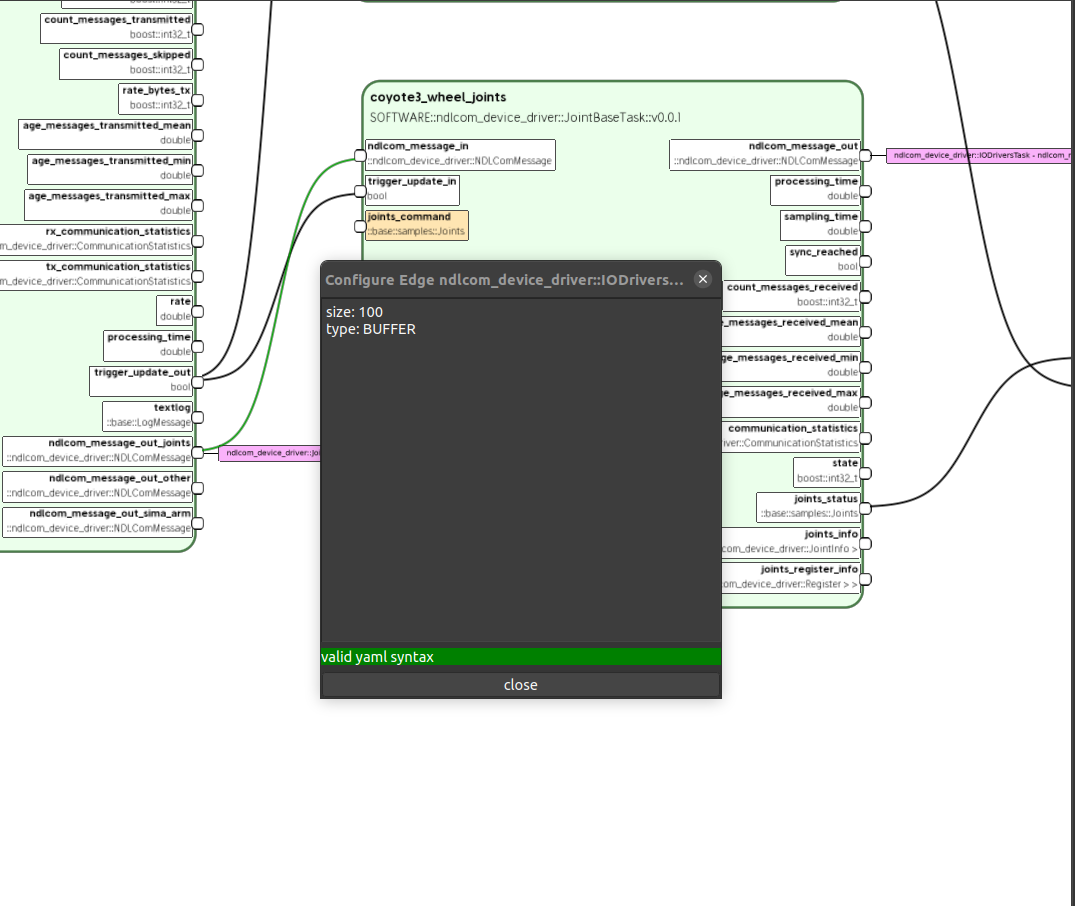 count_messages_transmitted
boost::int32_t
count_messages_skipped
boost::int32_t
rate_bytes_tx
boost::int32_t
age_messages_transmitted_mean
double
age_messages_transmitted_min
double
age_messages_transmitted_max
double
rx_communication_statistics
m_device_driver::CommunicationStatistics
tx_communication_statistics
m_device_driver::CommunicationStatistics
rate
double
processing_time
double
trigger_update_out
bool
textlog
::base::LogMessage
ndlcom_message_out_joints
::ndlcom_device_driver::NDLComMessage
ndlcom_message_out_other
::ndlcom_device_driver::NDLComMessage
ndlcom_message_out_sima_arm
::ndlcom_device_driver::NDLComMessage
ndlcom_device_driver::Joi
coyote3_wheel_joints
SOFTWARE::ndlcom_device_driver::JointBaseTask::v0.0.1
ndlcom_message_in
::ndlcom_device_driver::NDLComMessage
trigger_update_in
bool
joints_command
::base::samples::Joints
ndlcom_message_out
::ndlcom_device_driver::NDLComMessage
processing_time
double
sampling_time
double
sync_reached
bool
count_messages_received
boost::int32_t
ge_messages_received_mean
double
ge_messages_received_min
double
ge_messages_received_max
double
communication_statistics
iver::CommunicationStatistics
state
boost::int32_t
joints_status
::base::samples::Joints
joints_info
com_device_driver::JointInfo >
joints_register_info
com_device_driver::Register > >
ndlcom_device_driver::IODriversTask - ndlcom_
Configure Edge ndlcom_device_driver::IODrivers...
size: 100
type: BUFFER
valid yaml syntax
close